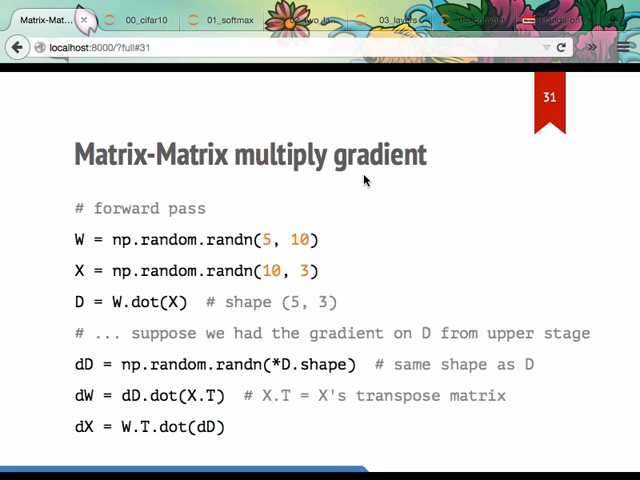 Matrix-Mat...
00_cifar10
01_softmax
03_layers
localhost:8000/?full#31
31
Matrix-Matrix multiply gradient
# forward pass
W = np.random.randn(5, 10)
X = np.random.randn(10, 3)
D = W.dot(X)  # shape (5, 3)
# ... suppose we had the gradient on D from upper stage
dD = np.random.randn(*D.shape)  # same shape as D
dW = dD.dot(X.T)  # X.T = X's transpose matrix
dX = W.T.dot(dD)